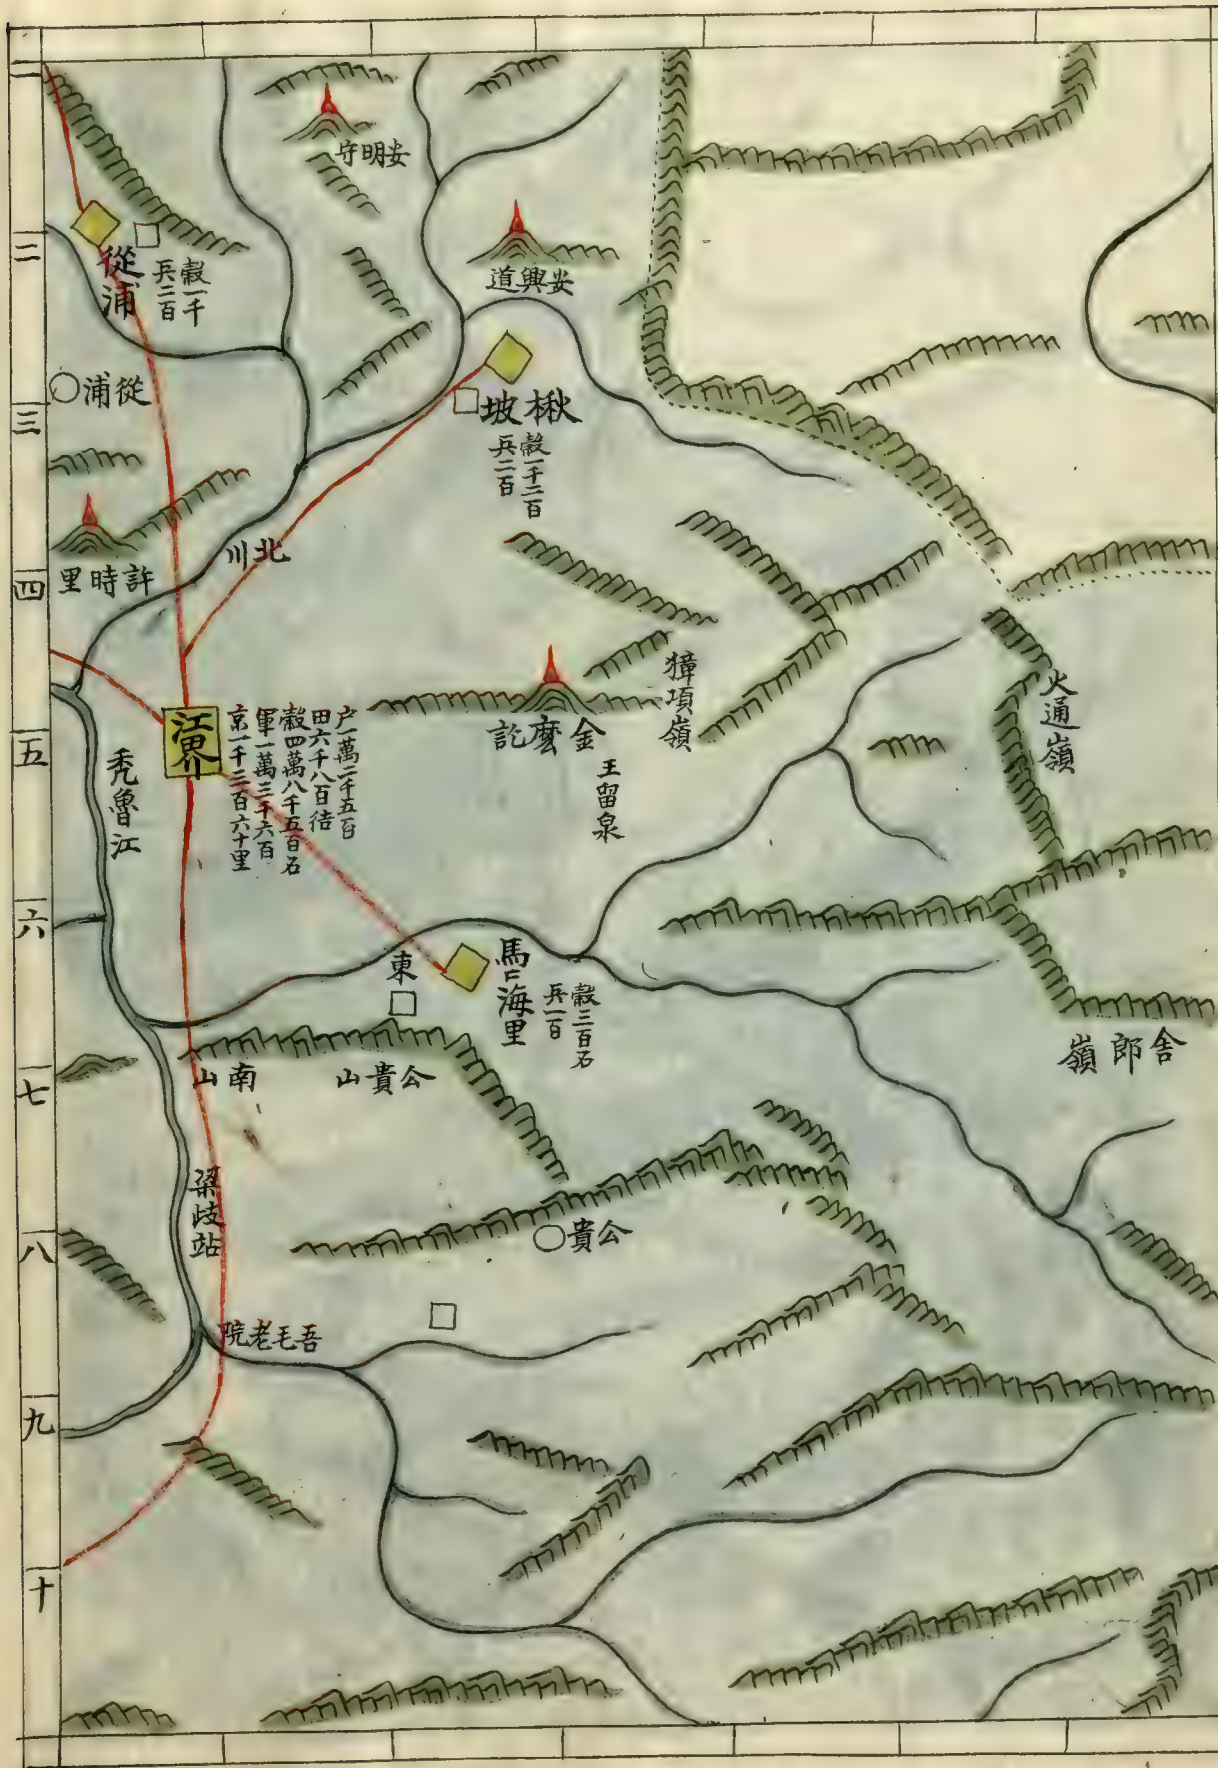 二
三
三
四
五
六
七
八
九
十
安明守
安興道
從浦
穀一千
兵二百
從浦
楸坡
穀一千二百
兵二百
北川
許時里
江界
戶一萬二千五百
田六千八百結
穀四萬八千五百石
軍一萬三千六百
京一千三百六十里
禿魯江
金麽訖
獐項嶺
王留泉
火通嶺
馬馬海里
穀三百石
兵一百
東
南山
公貴山
舍郎嶺
梁歧站
公貴
吾毛老院